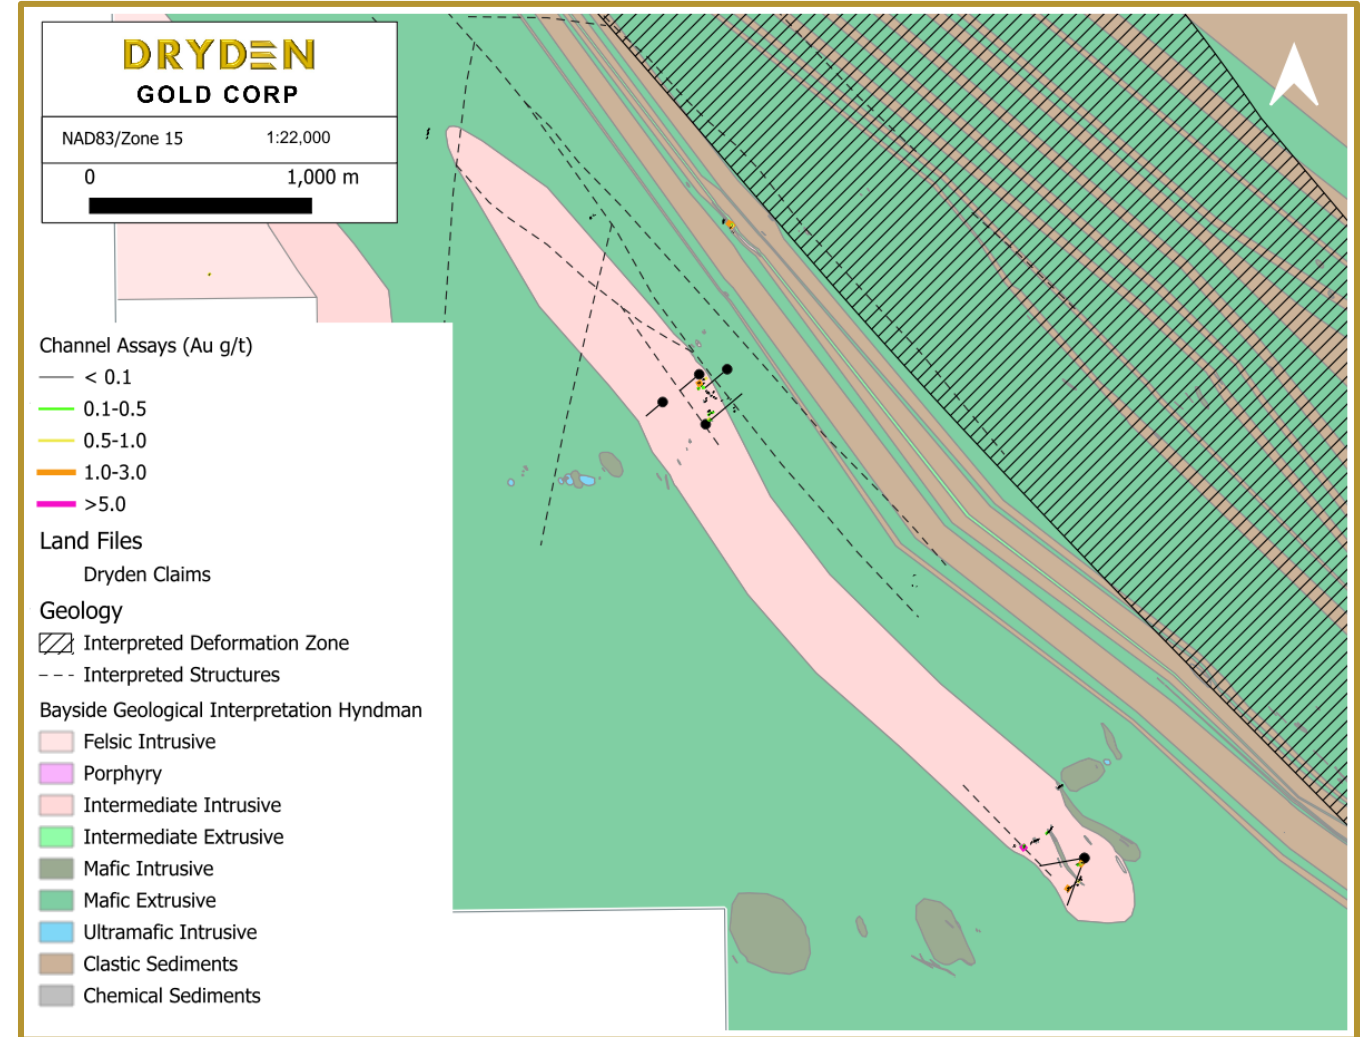 DRYDEN
GOLD CORP
NAD83/Zone 15 1:22,000
0 1,000 m
Channel Assays (Au g/t)
< 0.1
0.1-0.5
0.5-1.0
1.0-3.0
>5.0
Land Files
Dryden Claims
Geology
Interpreted Deformation Zone
Interpreted Structures
Bayside Geological Interpretation Hyndman
Felsic Intrusive
Porphyry
Intermediate Intrusive
Intermediate Extrusive
Mafic Intrusive
Mafic Extrusive
Ultramafic Intrusive
Clastic Sediments
Chemical Sediments